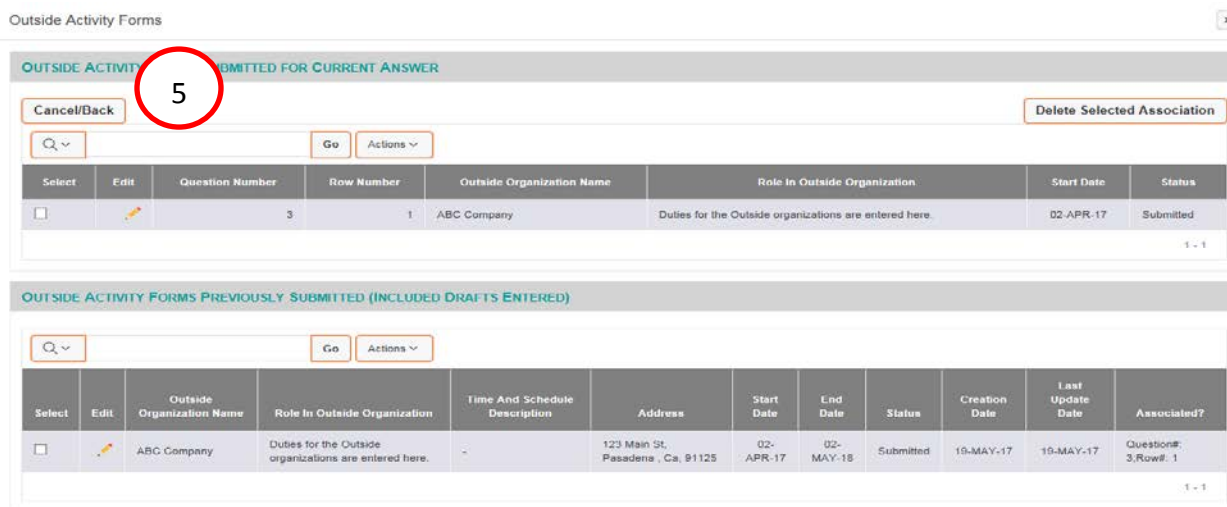 Outside Activity Forms
OUTSIDE ACTIVITY 5 UBMITTED FOR CURRENT ANSWER
Cancel/Back
Delete Selected Association
Go Actions
Select Edit Question Number Row Number Outside Organization Name Role In Outside Organization Start Date Status
3 1 ABC Company Duties for the Outside organizations are entered here. 02-APR-17 Submitted
1 - 1
OUTSIDE ACTIVITY FORMS PREVIOUSLY SUBMITTED (INCLUDED DRAFTS ENTERED)
Go Actions
Select Edit Outside Organization Name Role In Outside Organization Time And Schedule Description Address Start Date End Date Status Creation Date Last Update Date Associated?
ABC Company Duties for the Outside organizations are entered here. - 123 Main St, Pasadena , Ca, 91125 02-APR-17 02-MAY-18 Submitted 19-MAY-17 19-MAY-17 Question#: 3;Row#: 1
1 - 1